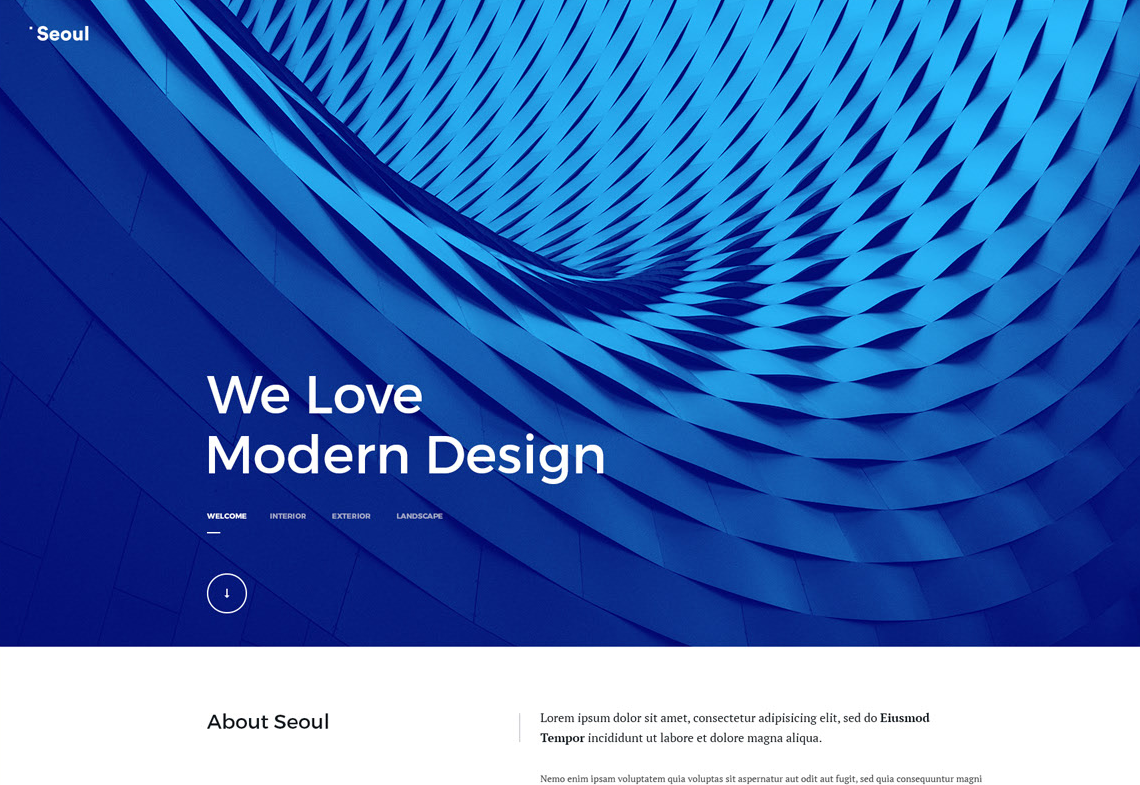 Seoul
We Love
Modern Design
WELCOME INTERIOR EXTERIOR LANDSCAPE
About Seoul
Lorem ipsum dolor sit amet, consectetur adipisicing elit, sed do Eiusmod
Tempor incididunt ut labore et dolore magna aliqua.
Nemo enim ipsam voluptatem quia voluptas sit aspernatur aut odit aut fugit, sed quia consequuntur magni